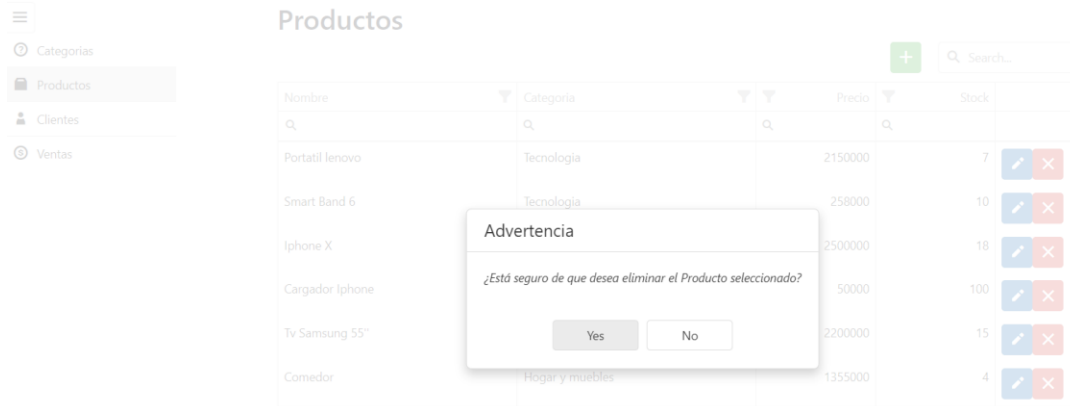 Productos
Categorias
Productos
Clientes
Ventas
Search...
Nombre Categoria Precio Stock
Portatil lenovo Tecnologia 2150000 7
Smart Band 6 Tecnologia 258000 10
Iphone X 2500000 18
Cargador Iphone 50000 100
Tv Samsung 55" 2200000 15
Comedor Hogar y muebles 1355000 4
Advertencia
¿Está seguro de que desea eliminar el Producto seleccionado?
Yes No